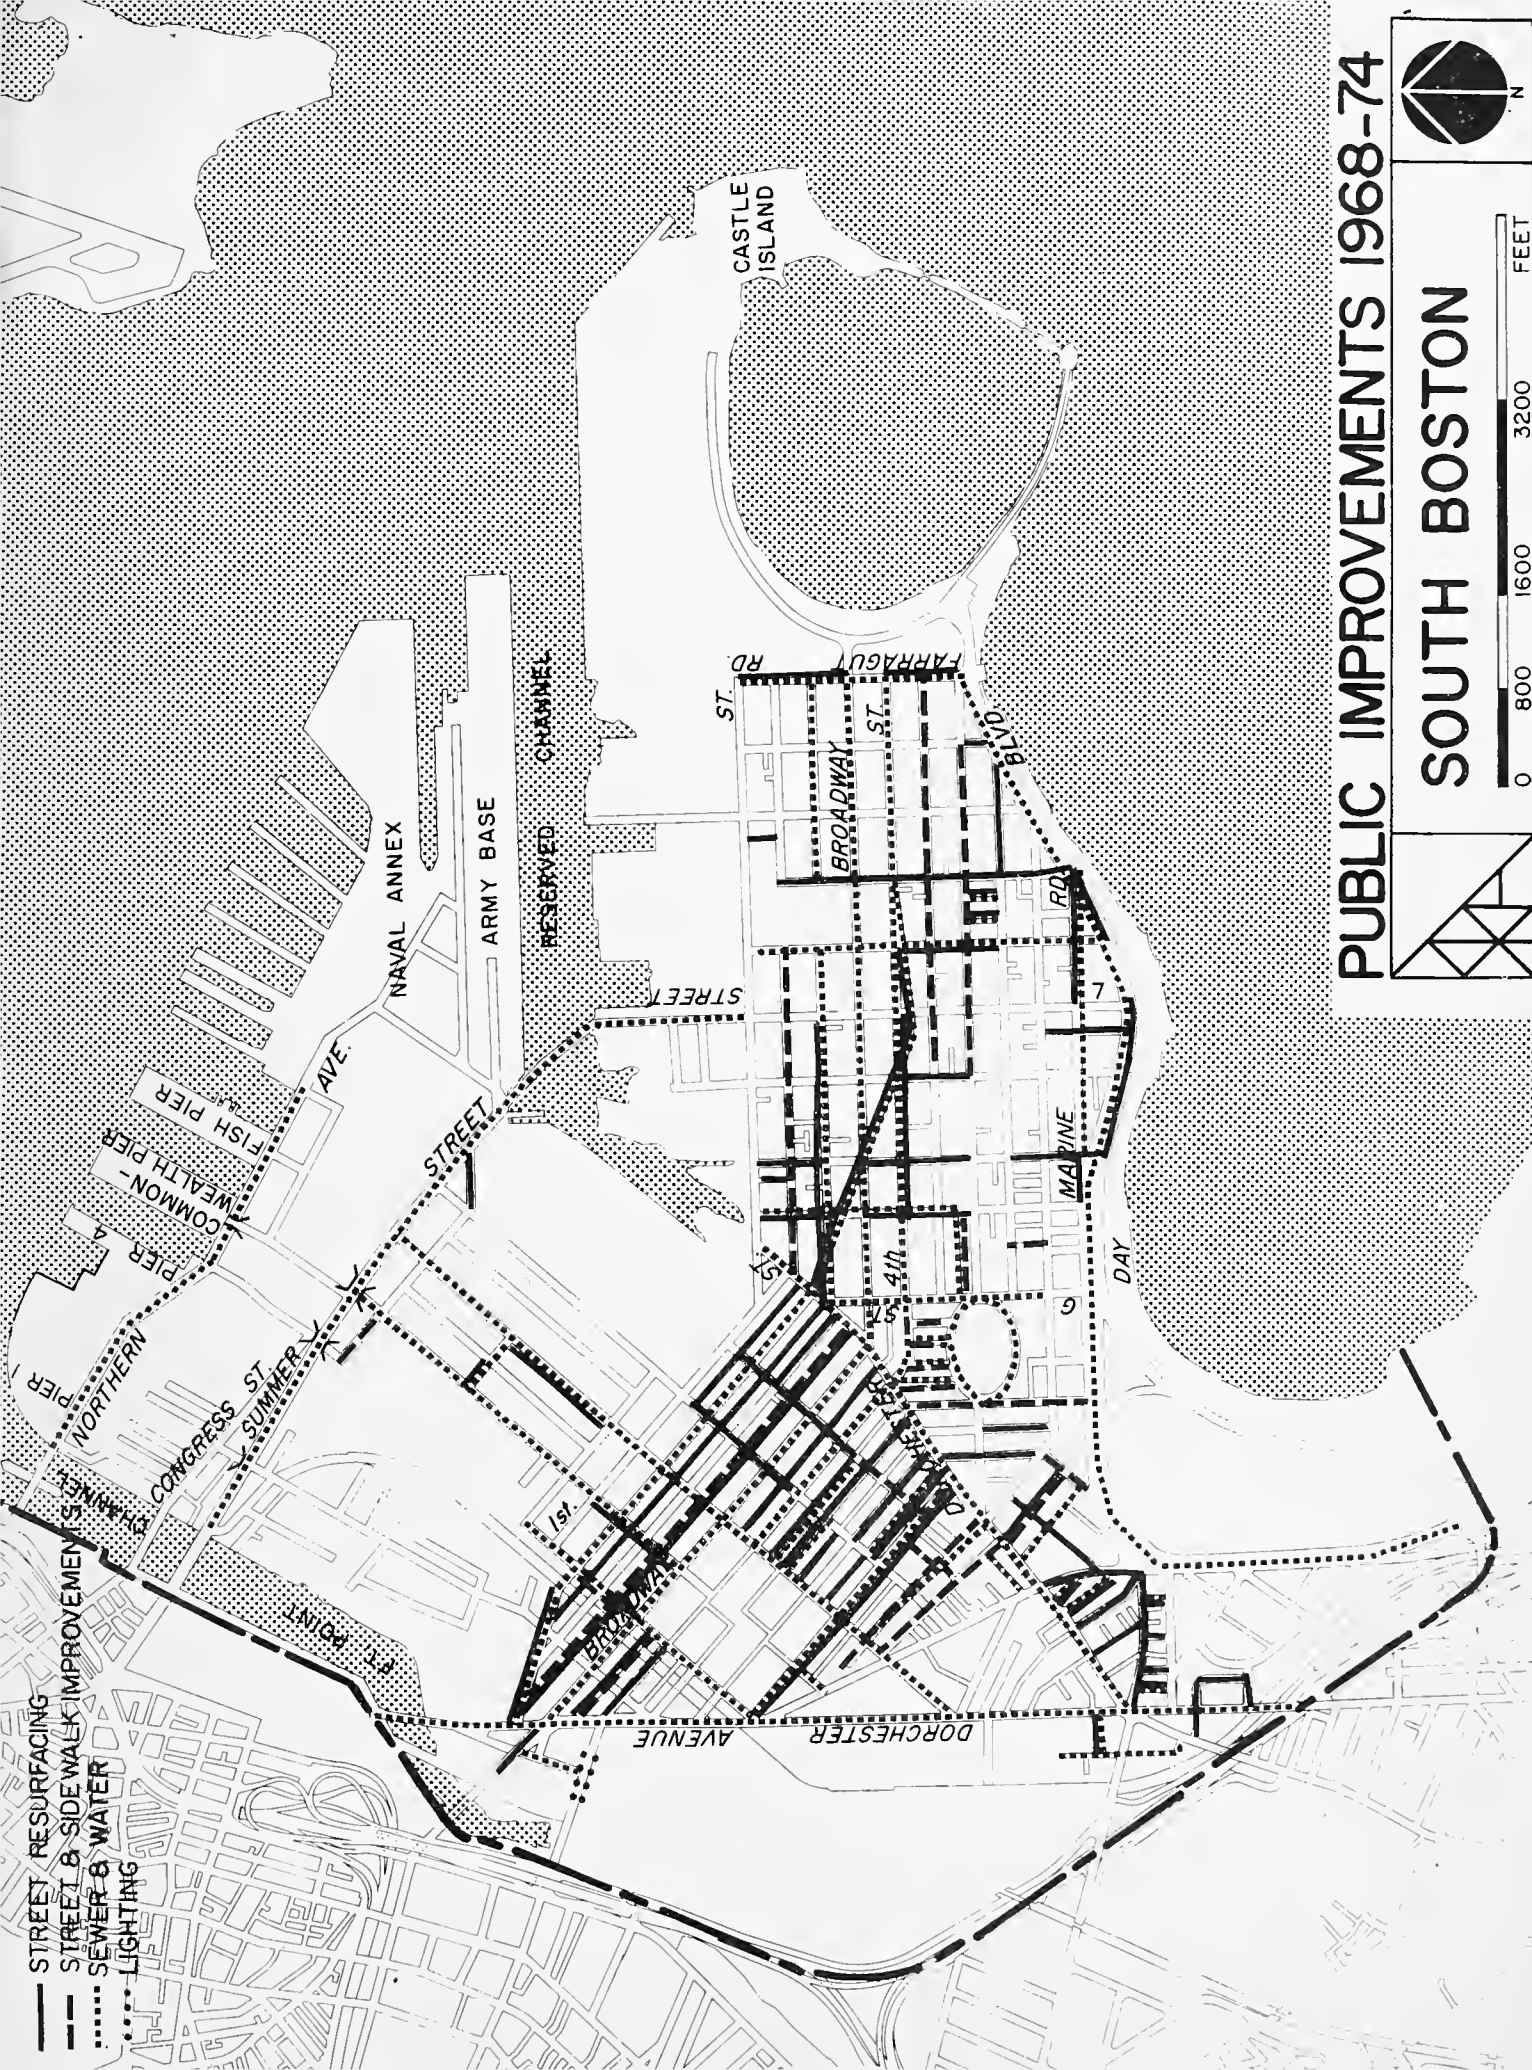 STREET RESURFACING
STREET & SIDEWALK IMPROVEMENTS
SEWER & WATER
LIGHTING
PIER 1
PIER 4
COMMON-
WEALTH PIER
FISH PIER
NORTHERN
AVE.
NAVAL ANNEX
ARMY BASE
RESERVED CHANNEL
CHANNEL
FT. POINT
CONGRESS ST
SUMMER
STREET
STREET
CASTLE
ISLAND
1st.
ST.
BROADWAY
BROADWAY
ST.
RD
FARRAGUT
ST.
4th
ST
G
DORCHESTER
AVENUE
DORCHESTER
MARINE
RD.
L
DAY
BLVD.
PUBLIC IMPROVEMENTS 1968-74
SOUTH BOSTON
0 800 1600 3200 FEET
N